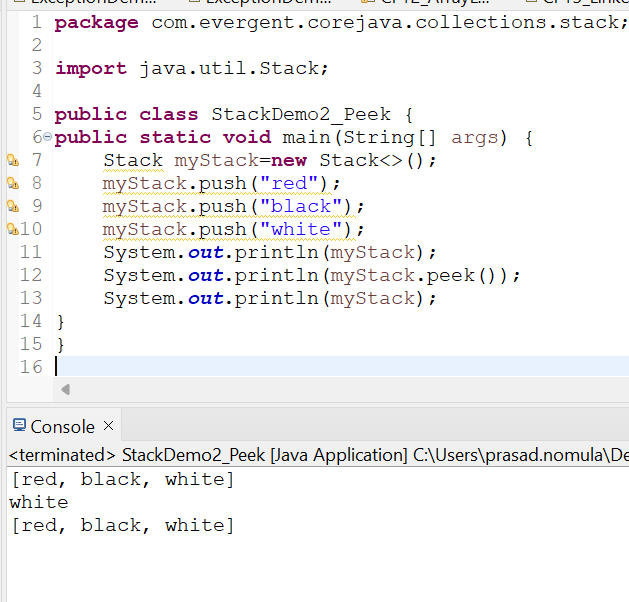 1 package com.evergent.corejava.collections.stack;
2
3 import java.util.Stack;
4
5 public class StackDemo2_Peek {
6 public static void main(String[] args) {
7 Stack myStack=new Stack<>();
8 myStack.push("red");
9 myStack.push("black");
10 myStack.push("white");
11 System.out.println(myStack);
12 System.out.println(myStack.peek());
13 System.out.println(myStack);
14 }
15 }
16
Console ×
<terminated> StackDemo2_Peek [Java Application] C:\Users\prasad.nomula\De
[red, black, white]
white
[red, black, white]